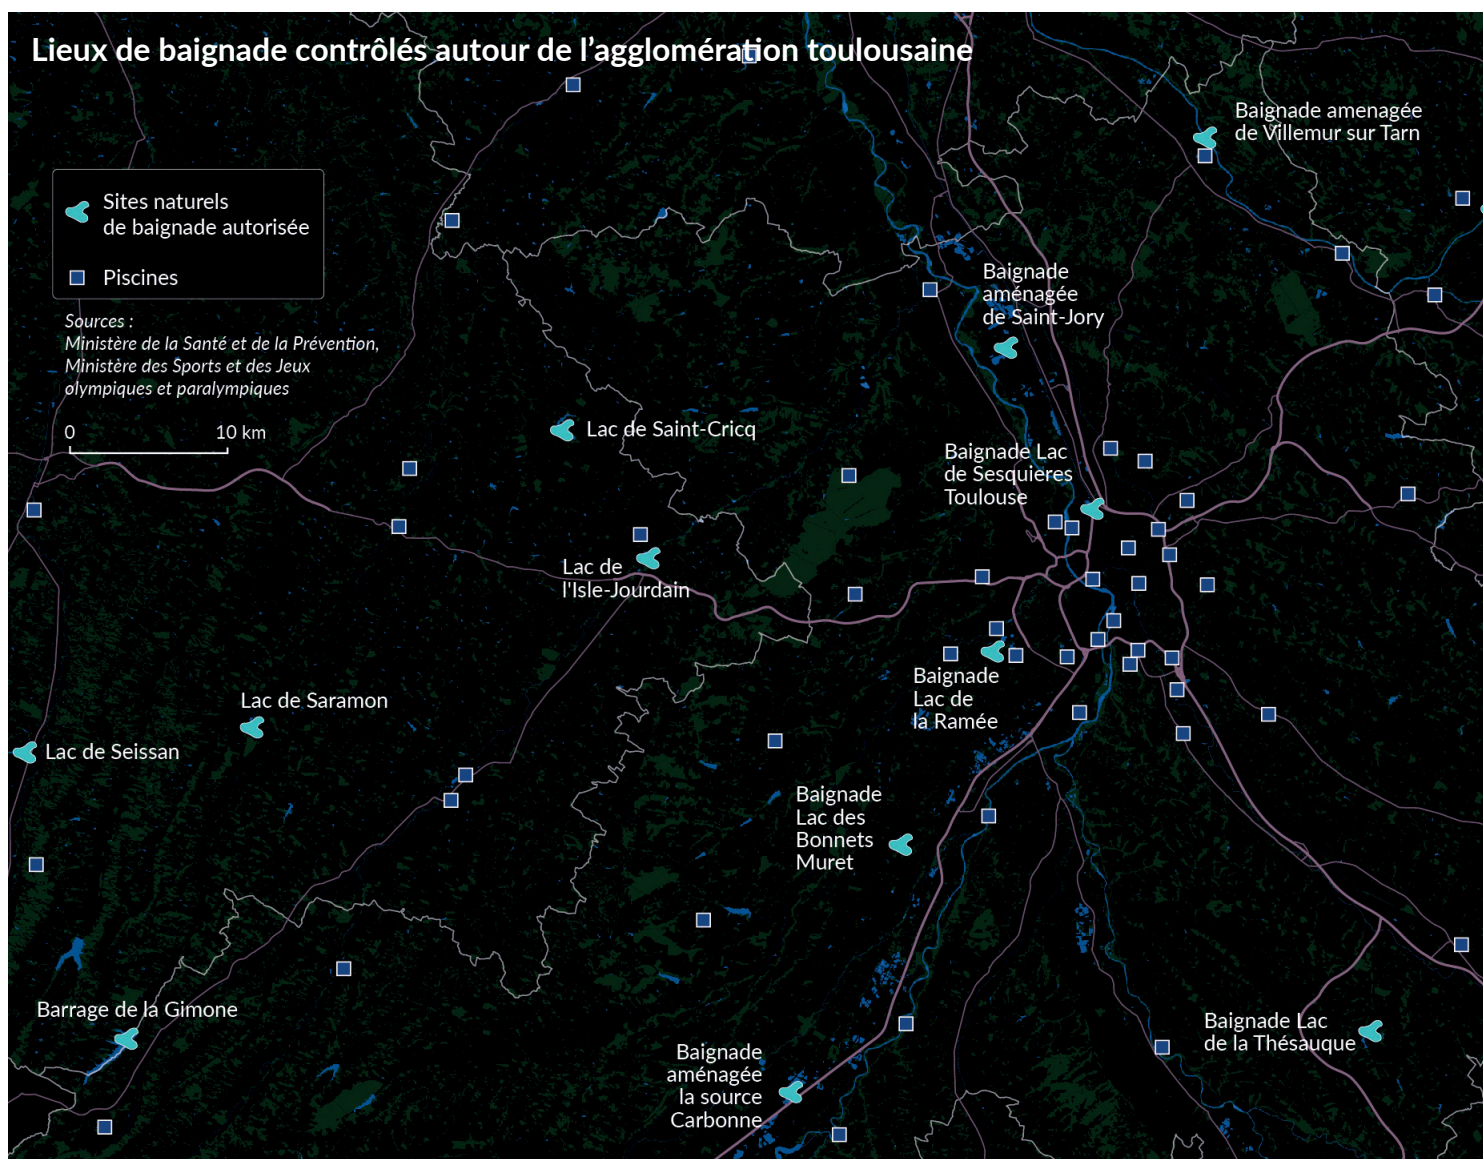 Lieux de baignade contrôlés autour de l’agglomération toulousaine
Baignade amenagée
de Villemur sur Tarn
Sites naturels
de baignade autorisée
Piscines
Sources :
Ministère de la Santé et de la Prévention,
Ministère des Sports et des Jeux
olympiques et paralympiques
0 10 km
Baignade
aménagée
de Saint-Jory
Lac de Saint-Cricq
Baignade Lac
de Sesquieres
Toulouse
Lac de
l'Isle-Jourdain
Baignade
Lac de
la Ramée
Lac de Saramon
Lac de Seissan
Baignade
Lac des
Bonnets
Muret
Barrage de la Gimone
Baignade Lac
de la Thésauque
Baignade
aménagée
la source
Carbonne